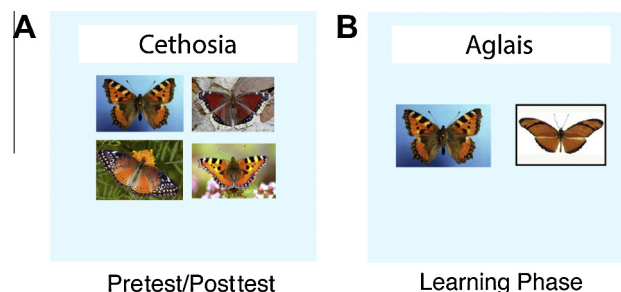 A
Cethosia
Pretest/Posttest
B
Aglais
Learning Phase